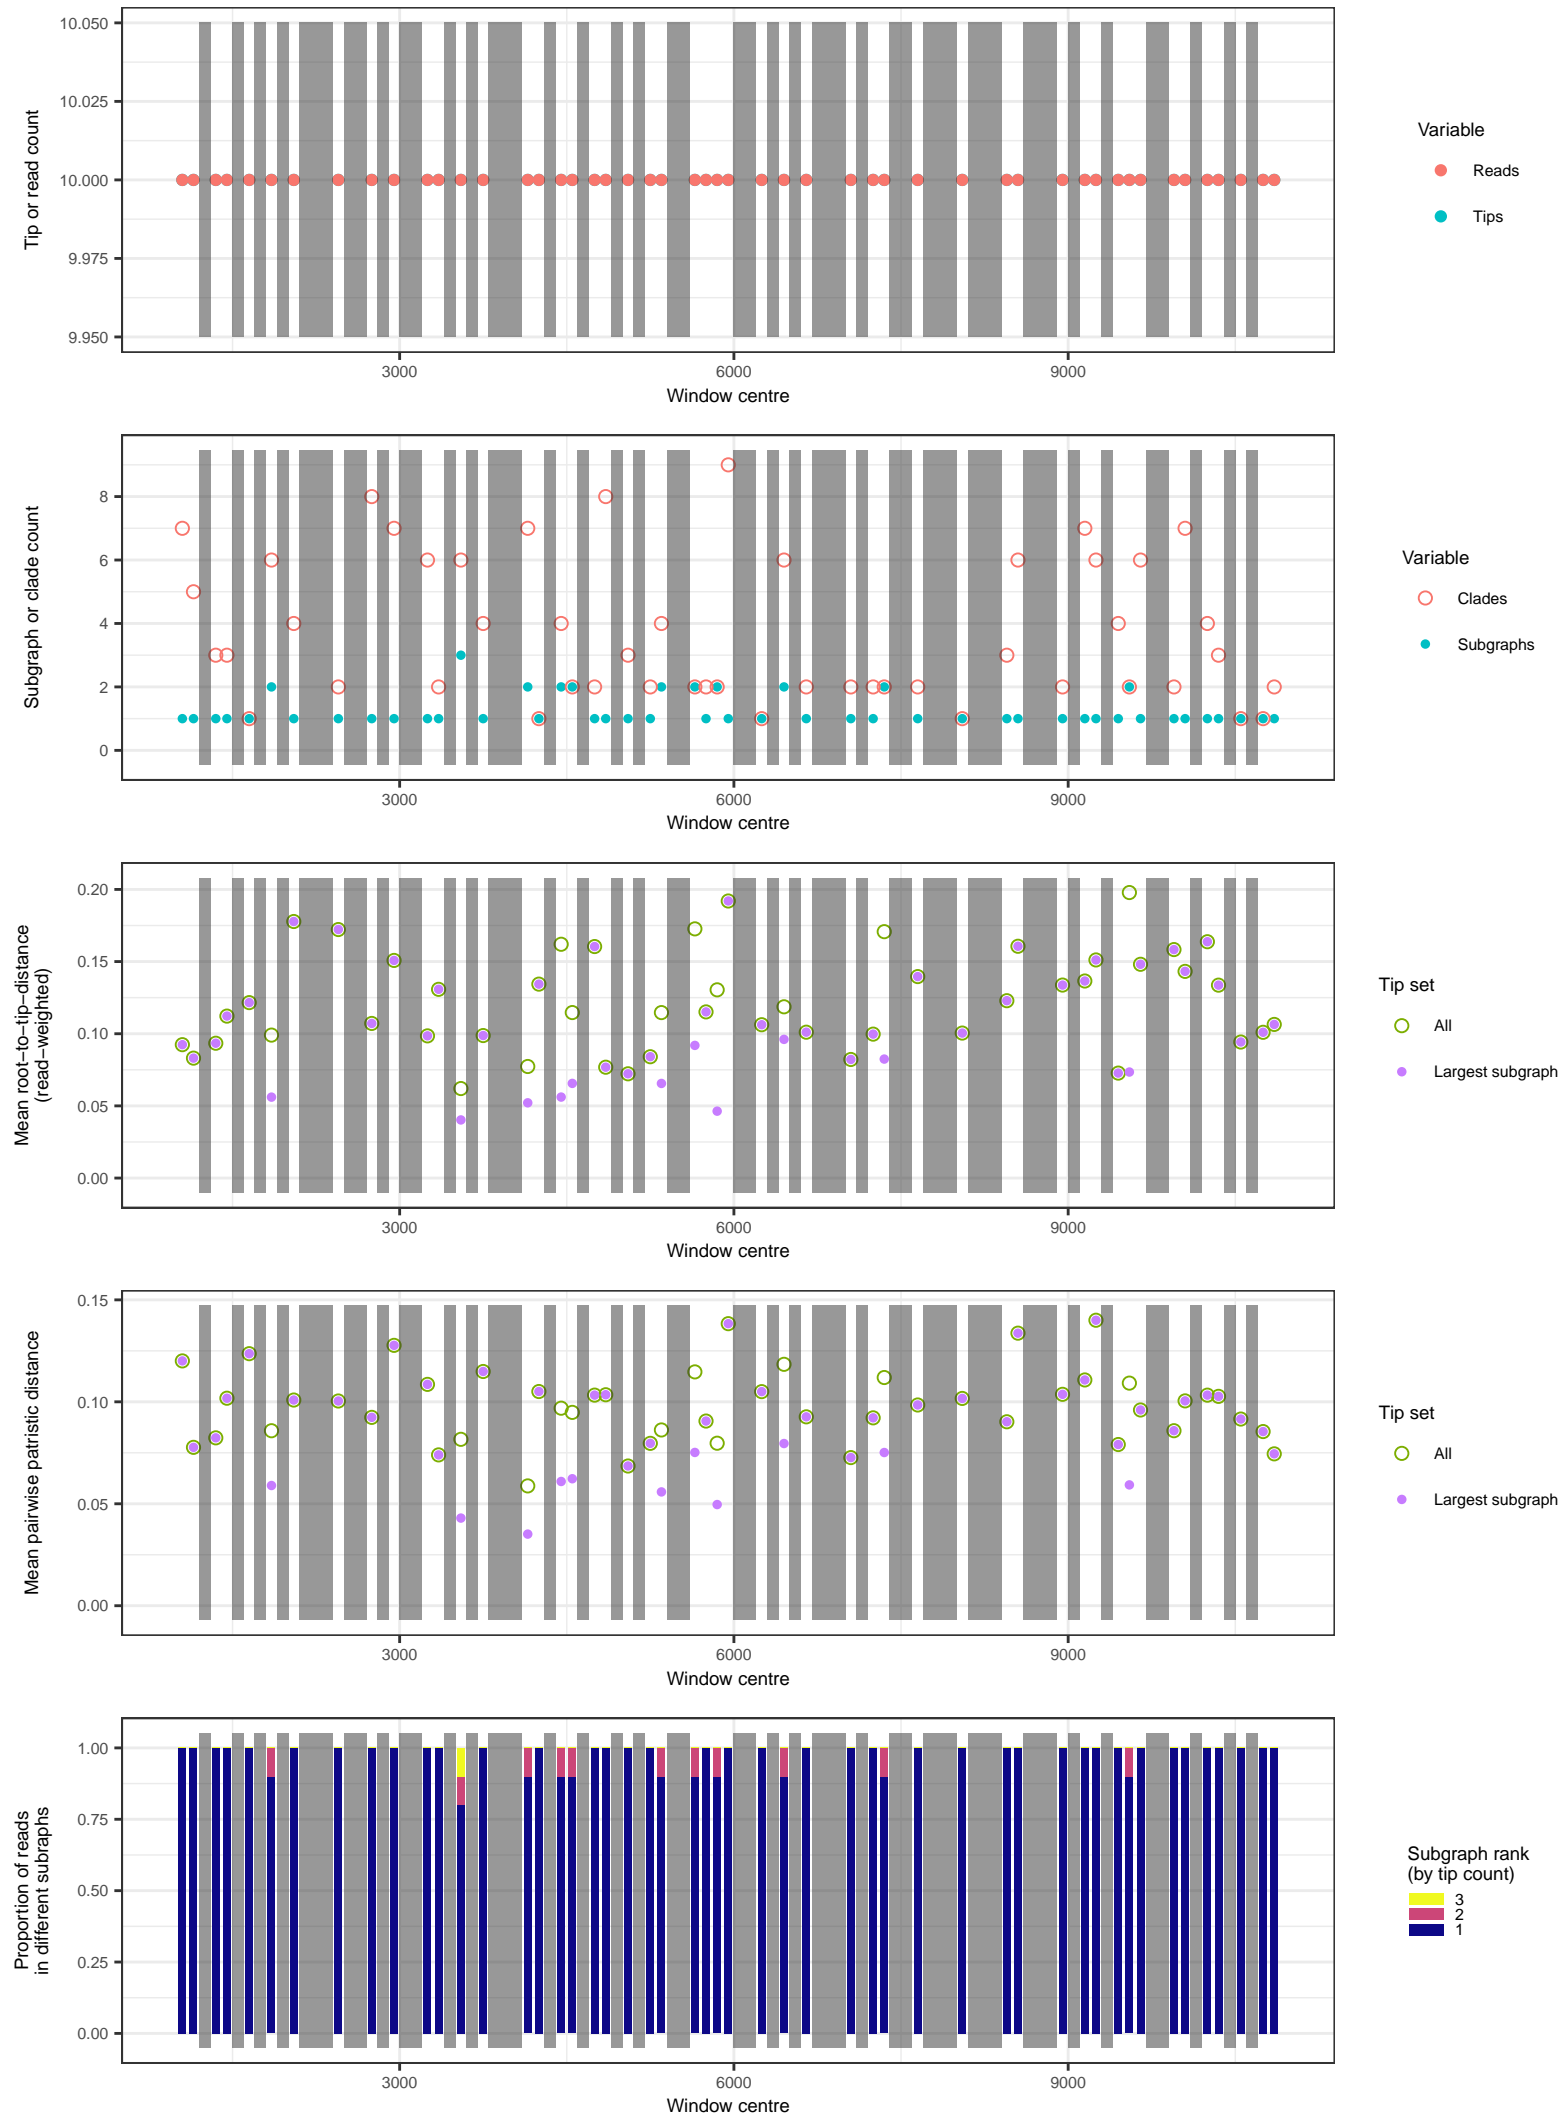 10.050
10.025
10.000
9.975
9.950
Tip or read count
3000
6000
9000
Window centre
Variable
Reads
Tips
8
6
4
2
0
Subgraph or clade count
3000
6000
9000
Window centre
Variable
Clades
Subgraphs
0.20
0.15
0.10
0.05
0.00
Mean root−to−tip−distance
(read−weighted)
3000
6000
9000
Window centre
Tip set
All
Largest subgraph
0.15
0.10
0.05
0.00
Mean pairwise patristic distance
3000
6000
9000
Window centre
Tip set
All
Largest subgraph
1.00
0.75
0.50
0.25
0.00
Proportion of reads
in different subraphs
3000
6000
9000
Window centre
Subgraph rank
(by tip count)
3
2
1